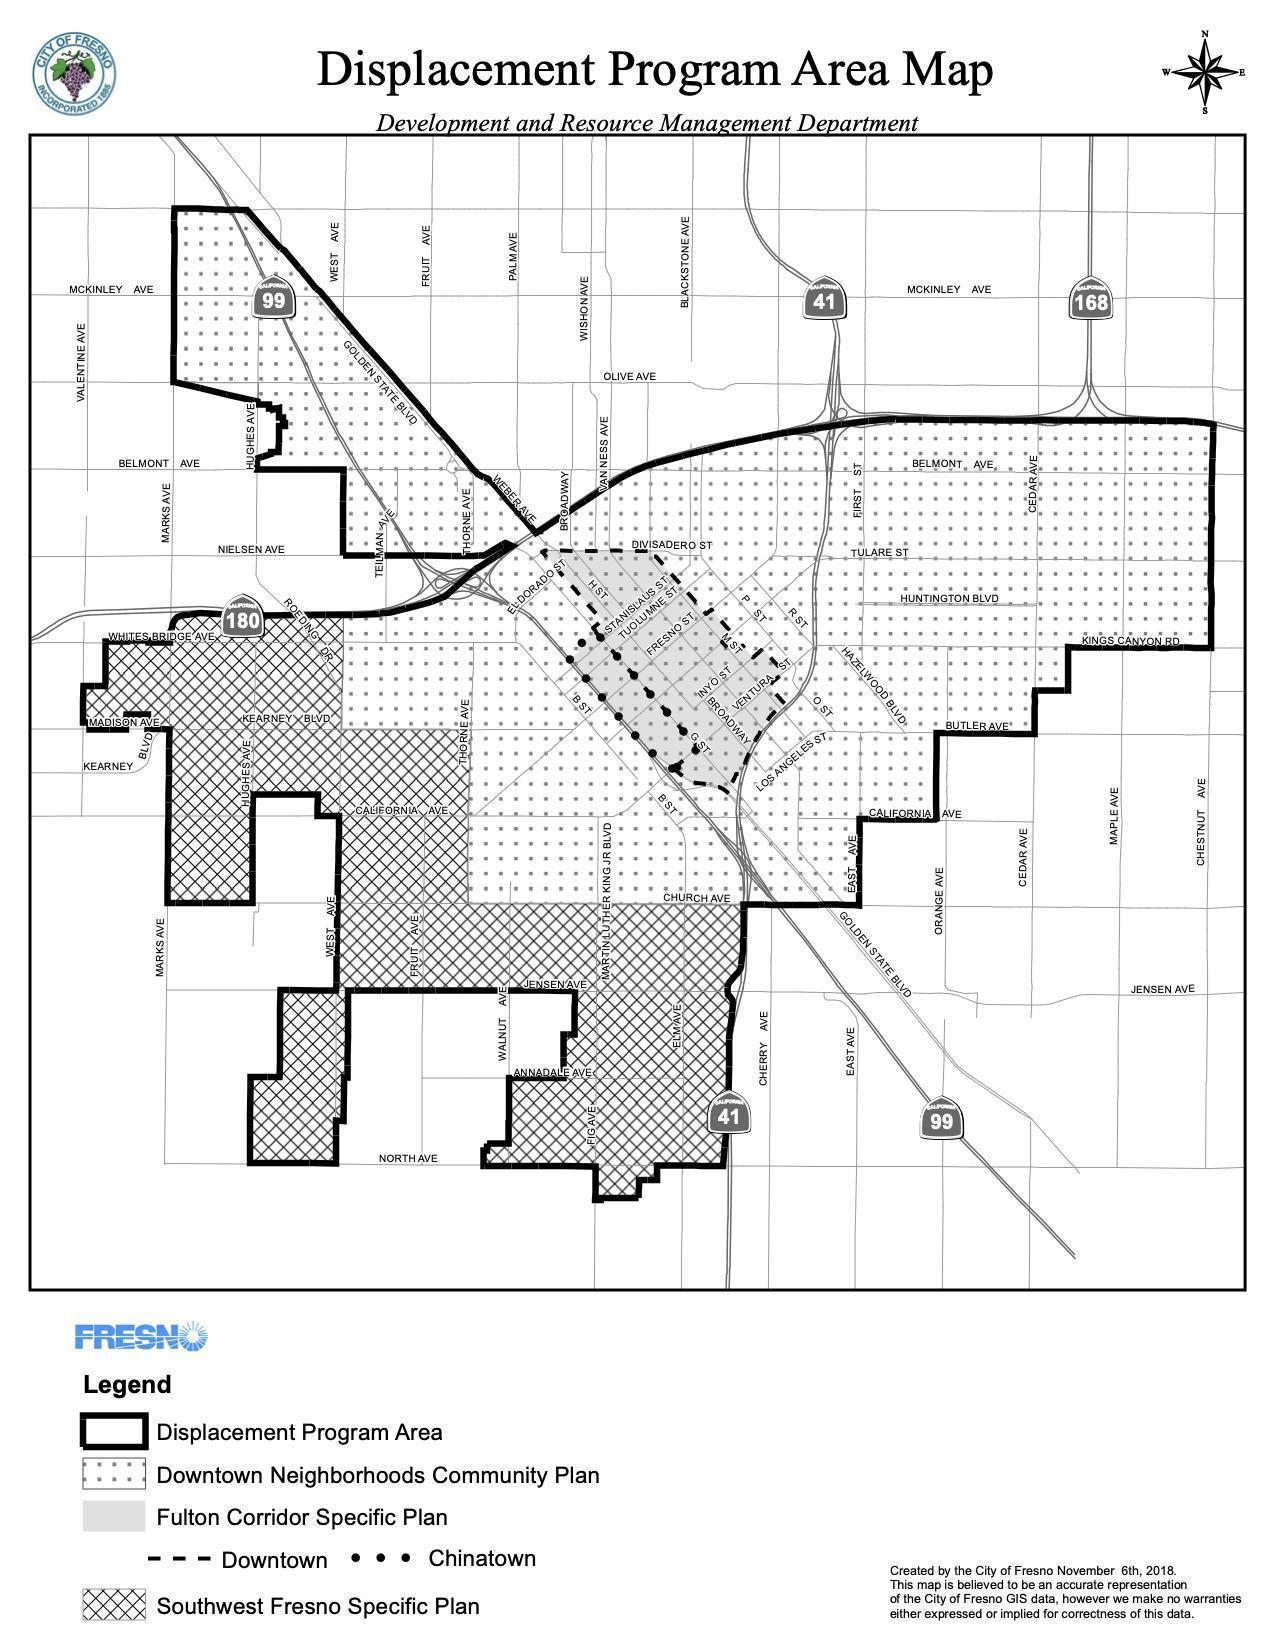 CITY OF FRESNO
INCORPORATED 1885
Displacement Program Area Map
Development and Resource Management Department
N
W E
S
WEST AVE
FRUIT AVE
PALM AVE
WISHON AVE
BLACKSTONE AVE
MCKINLEY AVE
CALIFORNIA
99
CALIFORNIA
41
MCKINLEY AVE
CALIFORNIA
168
VALENTINE AVE
GOLDEN STATE BLVD
OLIVE AVE
HUGHES AVE
VAN NESS AVE
BELMONT AVE
BELMONT AVE
MARKS AVE
TEILMAN AVE
THORNE AVE
WEBER AVE
BROADWAY
FIRST ST
CEDAR AVE
NIELSEN AVE
DIVISADERO ST
TULARE ST
ELDORADO ST
H ST
STANISLAUS ST
TUOLUMNE ST
FRESNO ST
P ST
R ST
M ST
HUNTINGTON BLVD
CALIFORNIA
180
ROEDING DR
WHITES BRIDGE AVE
KINGS CANYON RD
INYO ST
VENTURA ST
BROADWAY
HAZELWOOD BLVD
O ST
B ST
G ST
MADISON AVE
KEARNEY BLVD
BUTLER AVE
KEARNEY BLVD
HUGHES AVE
THORNE AVE
LOS ANGELES ST
B ST
CALIFORNIA AVE
CALIFORNIA AVE
MAPLE AVE
CHESTNUT AVE
EAST AVE
CEDAR AVE
ORANGE AVE
CHURCH AVE
MARTIN LUTHER KING JR BLVD
MARKS AVE
WEST AVE
FRUIT AVE
GOLDEN STATE BLVD
JENSEN AVE
JENSEN AVE
WALNUT AVE
ELM AVE
CHERRY AVE
EAST AVE
ANNADALE AVE
FIG AVE
CALIFORNIA
41
CALIFORNIA
99
NORTH AVE
FRESNO
Legend
Displacement Program Area
Downtown Neighborhoods Community Plan
Fulton Corridor Specific Plan
Downtown Chinatown
Southwest Fresno Specific Plan
Created by the City of Fresno November 6th, 2018.
This map is believed to be an accurate representation
of the City of Fresno GIS data, however we make no warranties
either expressed or implied for correctness of this data.